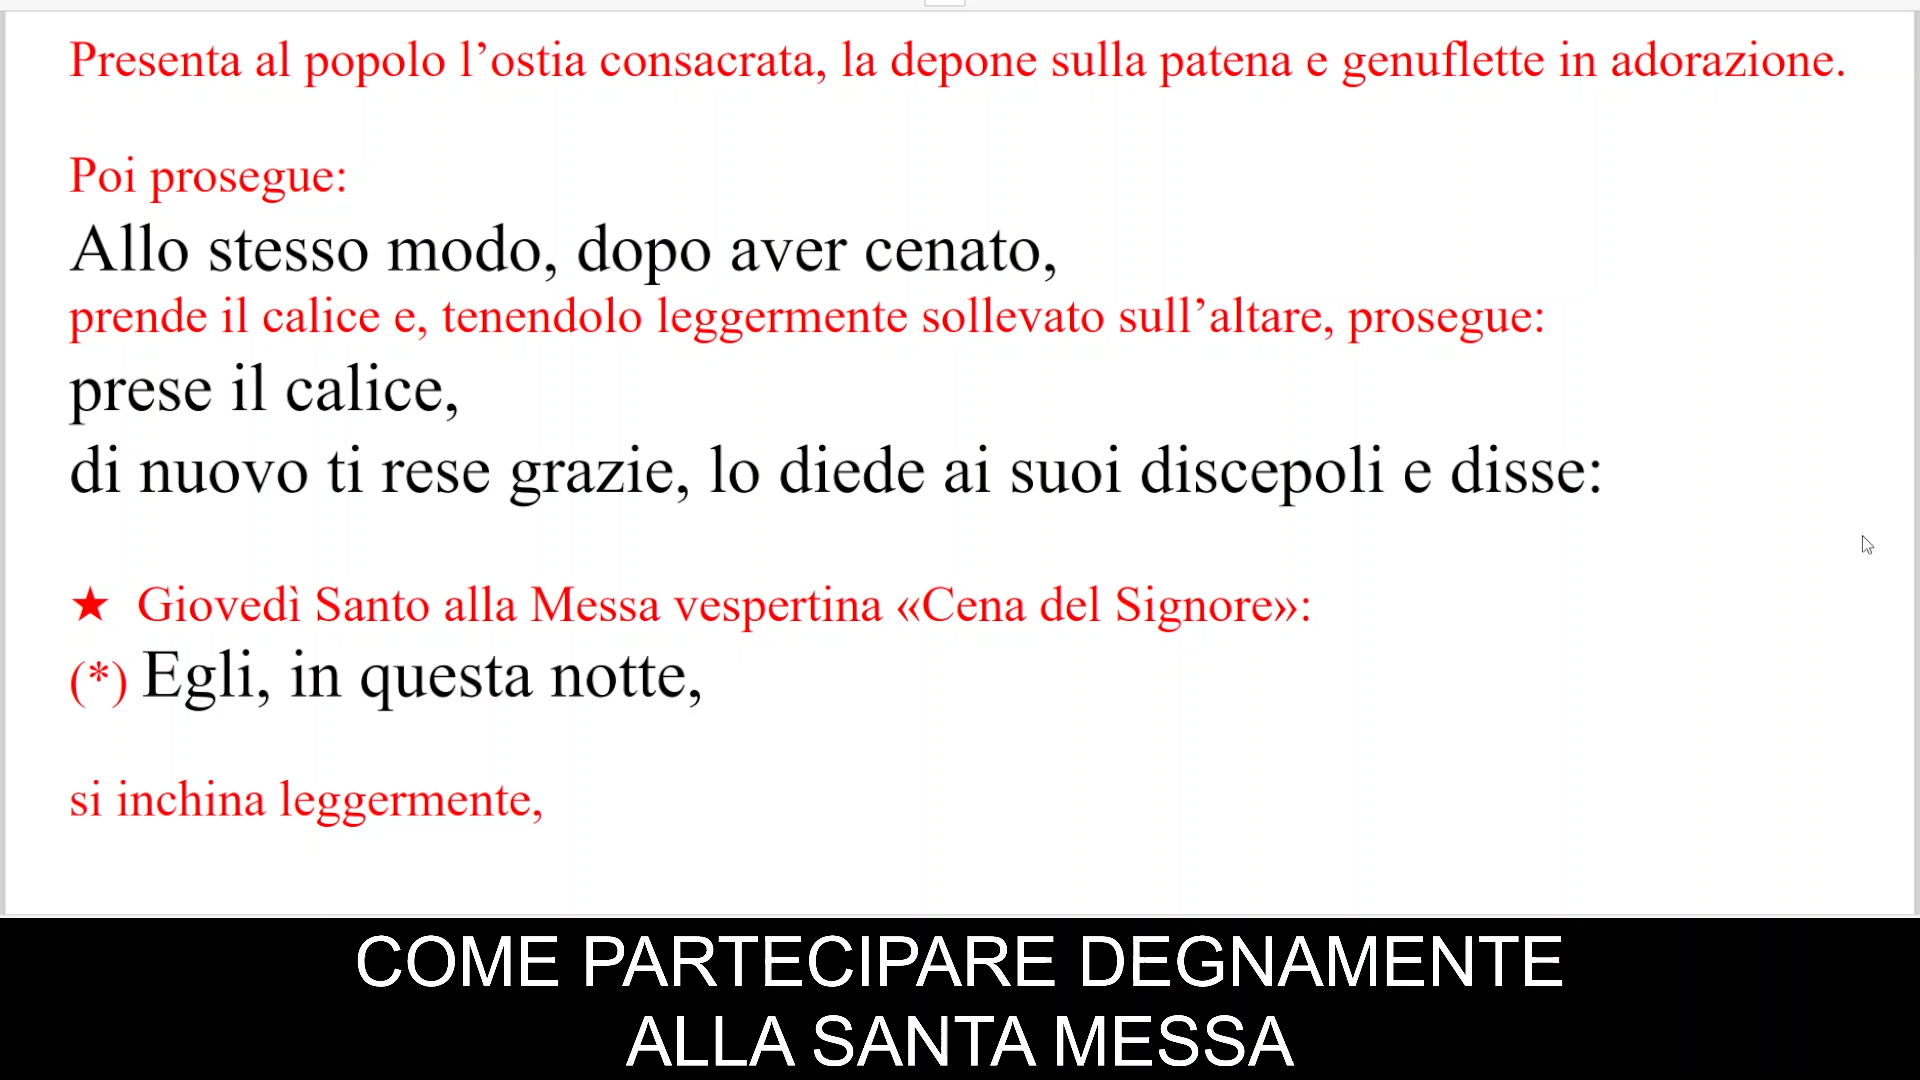 Presenta al popolo l’ostia consacrata, la depone sulla patena e genuflette in adorazione.
Poi prosegue:
Allo stesso modo, dopo aver cenato,
prende il calice e, tenendolo leggermente sollevato sull’altare, prosegue:
prese il calice,
di nuovo ti rese grazie, lo diede ai suoi discepoli e disse:
★ Giovedì Santo alla Messa vespertina «Cena del Signore»:
(*) Egli, in questa notte,
si inchina leggermente,
COME PARTECIPARE DEGNAMENTE
ALLA SANTA MESSA